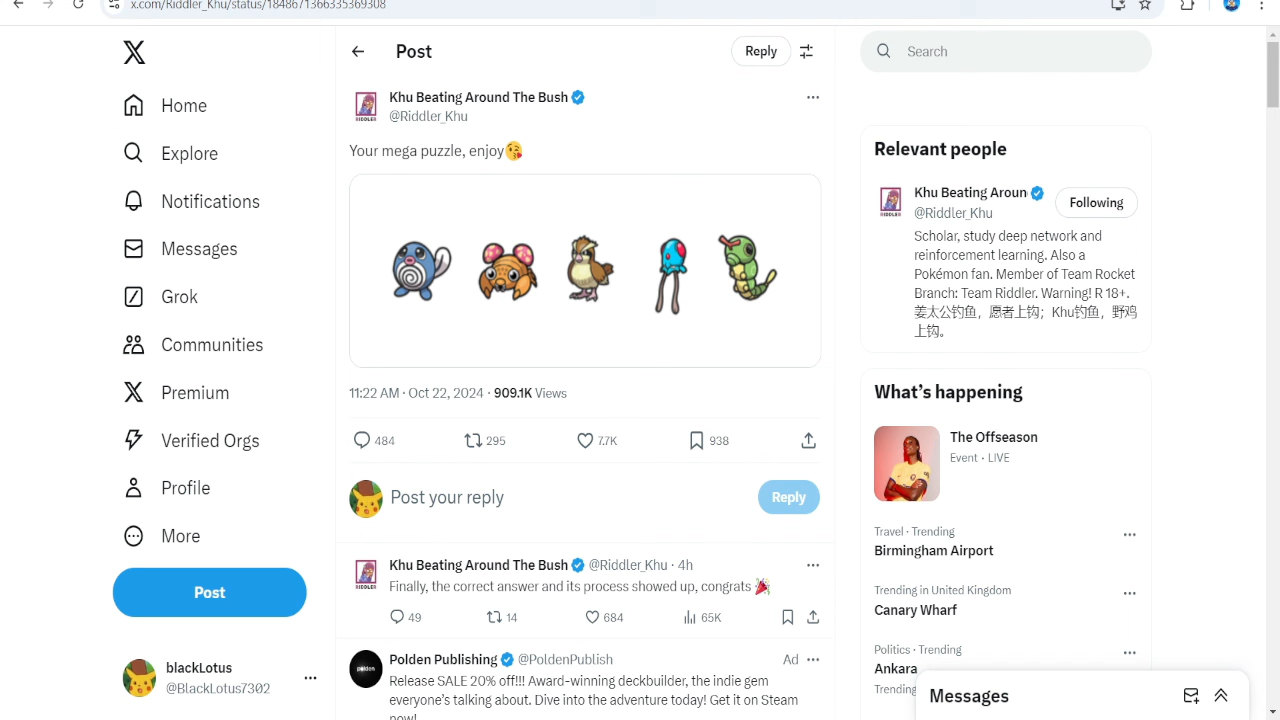 x.com/Riddler_Khu/status/1848671366335369308
Post
Reply
Search
Home
Explore
Notifications
Messages
Grok
Communities
Premium
Verified Orgs
Profile
More
Post
blackLotus
@BlackLotus7302
Khu Beating Around The Bush
@Riddler_Khu
RIDDLER
Your mega puzzle, enjoy😘
11:22 AM · Oct 22, 2024 · 909.1K Views
484 295 7.7K 938
Post your reply
Reply
Khu Beating Around The Bush @Riddler_Khu · 4h
RIDDLER
Finally, the correct answer and its process showed up, congrats 🎉
49 14 684 65K
Polden Publishing @PoldenPublish Ad
polden
Release SALE 20% off!!! Award-winning deckbuilder, the indie gem
everyone's talking about. Dive into the adventure today! Get it on Steam
now!
Relevant people
Khu Beating Aroun
@Riddler_Khu
RIDDLER
Following
Scholar, study deep network and
reinforcement learning. Also a
Pokémon fan. Member of Team Rocket
Branch: Team Riddler. Warning! R 18+.
姜太公钓鱼，愿者上钩；Khu钓鱼，野鸡
上钩。
What's happening
The Offseason
Event · LIVE
Travel · Trending
Birmingham Airport
Trending in United Kingdom
Canary Wharf
Politics · Trending
Ankara
Trending
Messages